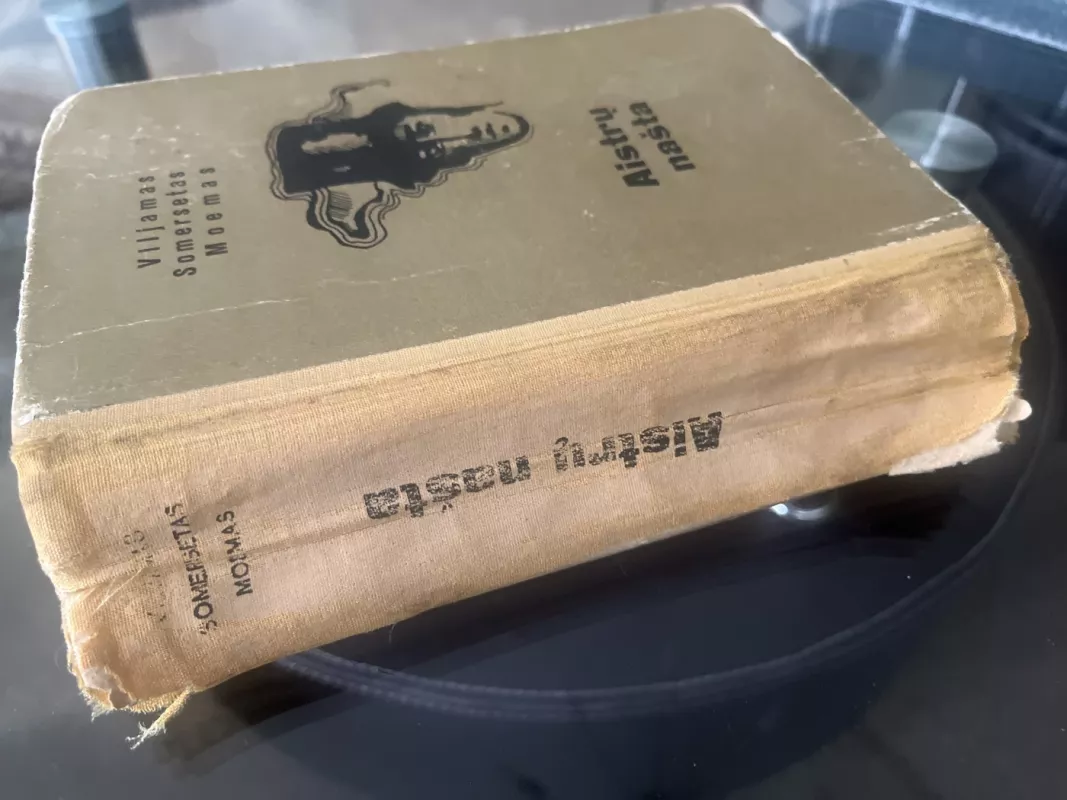 Viljamas
Somersetas
Moemas
Aistrų
našta
SOMERSETAS
MOEMAS
Aistrų našta